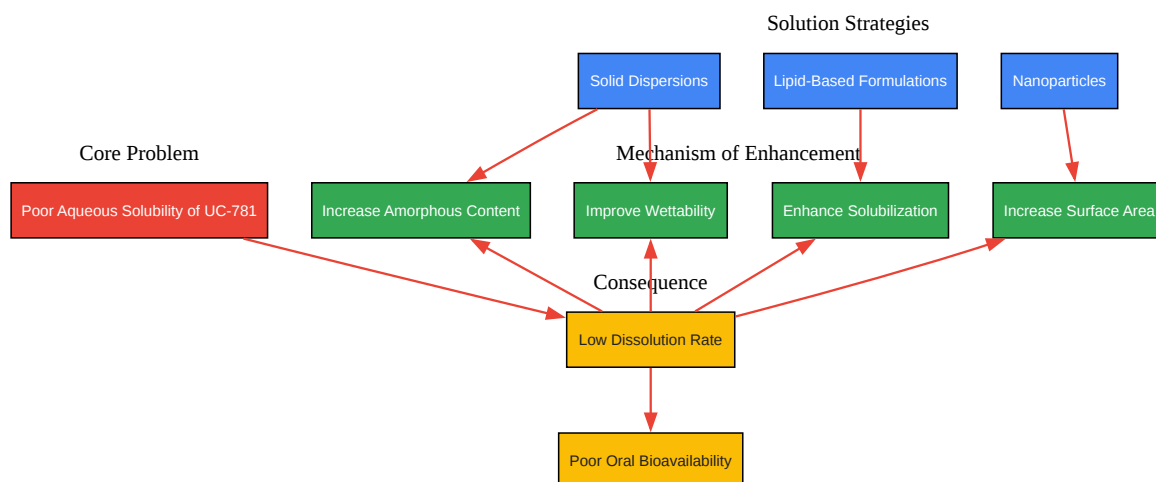 Solution Strategies
Solid Dispersions
Lipid-Based Formulations
Nanoparticles
Core Problem
Mechanism of Enhancement
Poor Aqueous Solubility of UC-781
Increase Amorphous Content
Improve Wettability
Enhance Solubilization
Increase Surface Area
Consequence
Low Dissolution Rate
Poor Oral Bioavailability